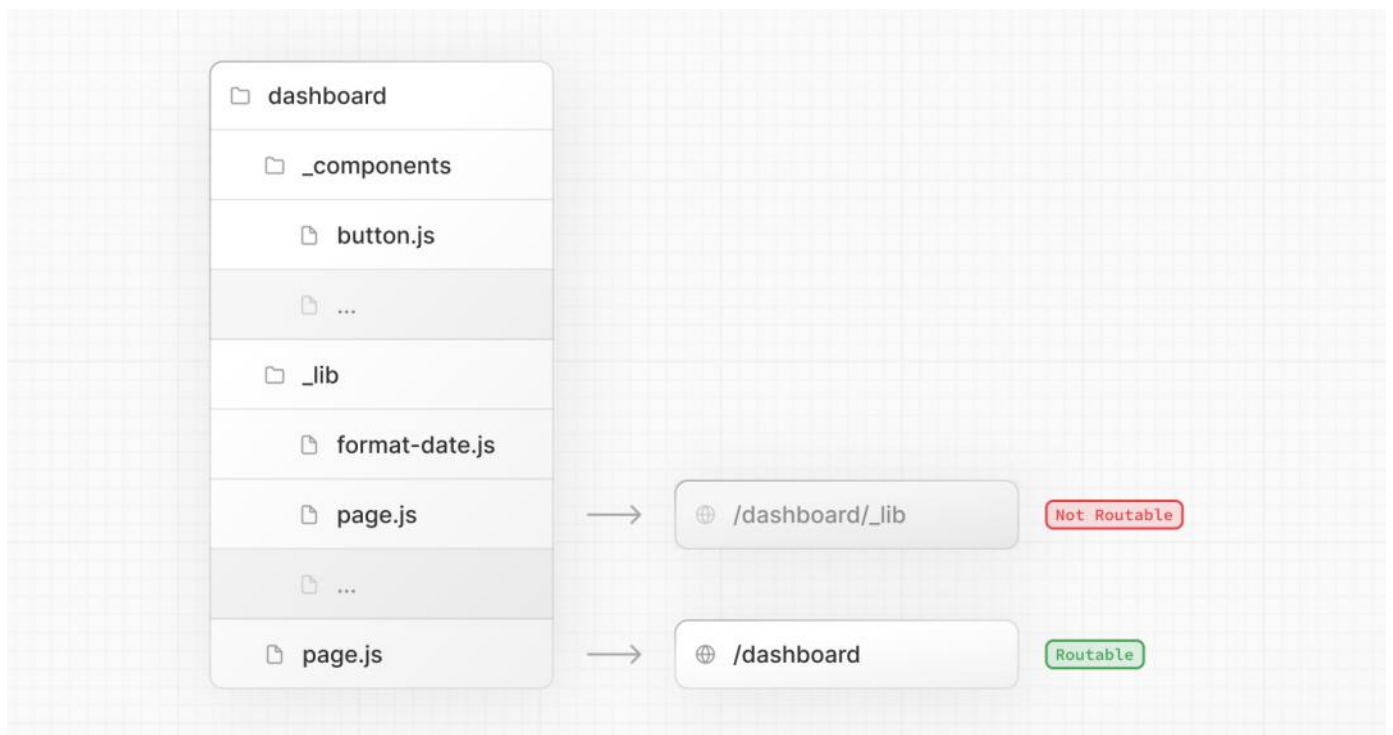 dashboard
_components
button.js
...
_lib
format-date.js
page.js
/dashboard/_lib
Not Routable
...
page.js
/dashboard
Routable